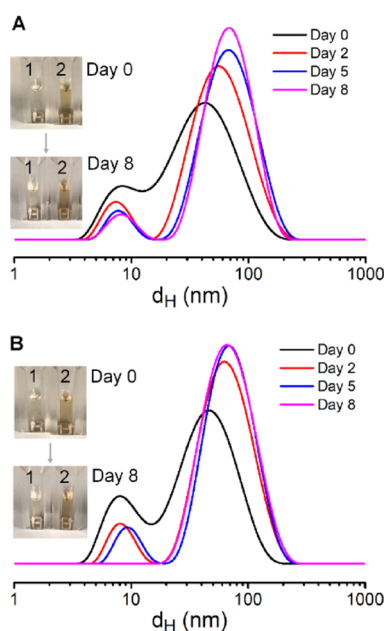 A
1 2 Day 0
Day 8
1 2
Day 0
Day 2
Day 5
Day 8
1 10 100 1000
dH (nm)
B
1 2 Day 0
Day 8
1 2
Day 0
Day 2
Day 5
Day 8
1 10 100 1000
dH (nm)